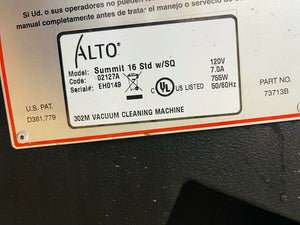 Si Ud. o sus operadores no pueden
manual completamente antes de tratar el manejo o servicio de
ALTO®
Model: Summit 16 Std w/SQ 120V
Code: 02127A 7.0A
Serial#: EH0149 755W
C UL US LISTED 50/60Hz
302M VACUUM CLEANING MACHINE
U.S. PAT.
D381,779
PART NO.
73713B